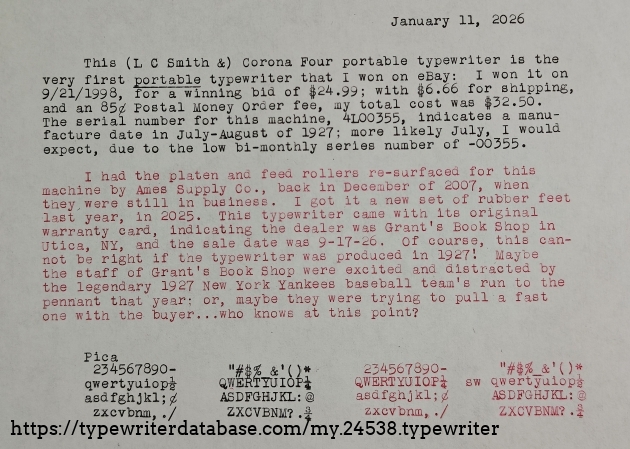 January 11, 2026
This (L C Smith &) Corona Four portable typewriter is the
very first portable typewriter that I won on eBay: I won it on
9/21/1998, for a winning bid of $24.99; with $6.66 for shipping,
and an 85¢ Postal Money Order fee, my total cost was $32.50.
The serial number for this machine, 4L00355, indicates a manu-
facture date in July-August of 1927; more likely July, I would
expect, due to the low bi-monthly series number of -00355.
I had the platen and feed rollers re-surfaced for this
machine by Ames Supply Co., back in December of 2007, when
they were still in business. I got it a new set of rubber feet
last year, in 2025. This typewriter came with its original
warranty card, indicating the dealer was Grant's Book Shop in
Utica, NY, and the sale date was 9-17-26. Of course, this can-
not be right if the typewriter was produced in 1927! Maybe
the staff of Grant's Book Shop were excited and distracted by
the legendary 1927 New York Yankees baseball team's run to the
pennant that year: or, maybe they were trying to pull a fast
one with the buyer...who knows at this point?
Pica
234567890- "#$%_&'()* 234567890- "#$%_&'()*
qwertyuiop½ QWERTYUIOP¼ QWERTYUIOP¼ sw qwertyuiop½
asdfghjkl;¢ ASDFGHJKL:@ asdfghjkl;¢ ASDFGHJKL:@
zxcvbnm,./ ZXCVBNM?.¾ zxcvbnm,./ ZXCVBNM?.¾
https://typewriterdatabase.com/my.24538.typewriter